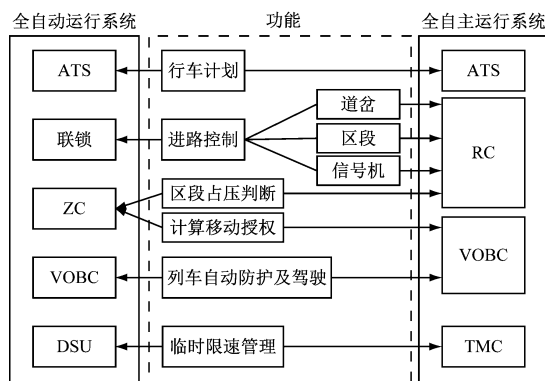 全自动运行系统
功能
全自主运行系统
ATS
行车计划
ATS
联锁
进路控制
道岔
区段
信号机
RC
ZC
区段占压判断
计算移动授权
VOBC
VOBC
列车自动防护及驾驶
DSU
临时限速管理
TMC